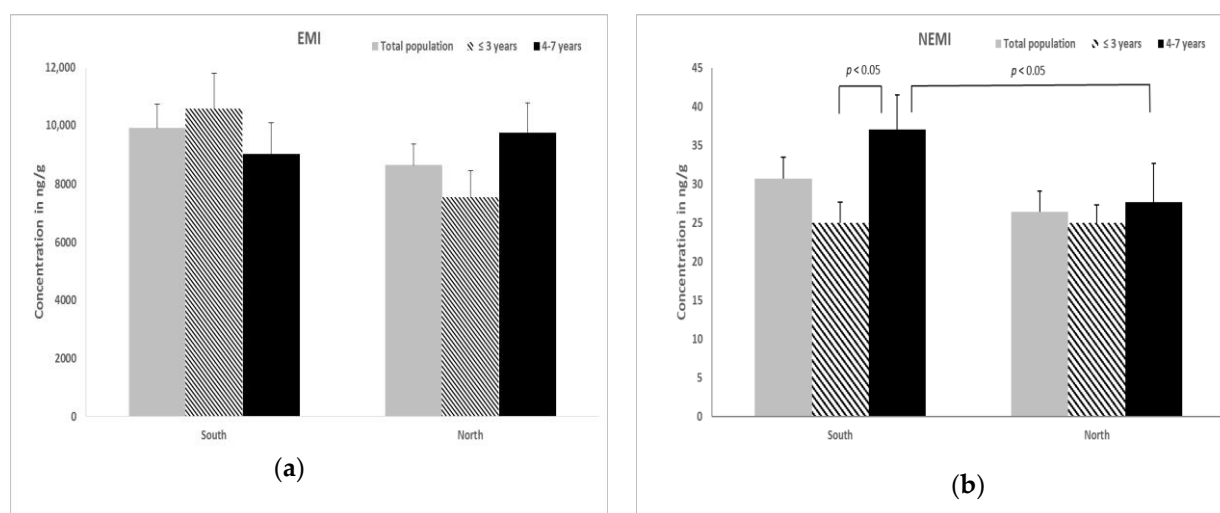 EMI
Total population ≤ 3 years 4-7 years
12,000
10,000
8000
6000
4000
2000
0
Concentration in ng/g
South North
(a)
NEMI
Total population ≤ 3 years 4-7 years
p < 0.05 p < 0.05
45
40
35
30
25
20
15
10
5
0
Concentration in ng/g
South North
(b)